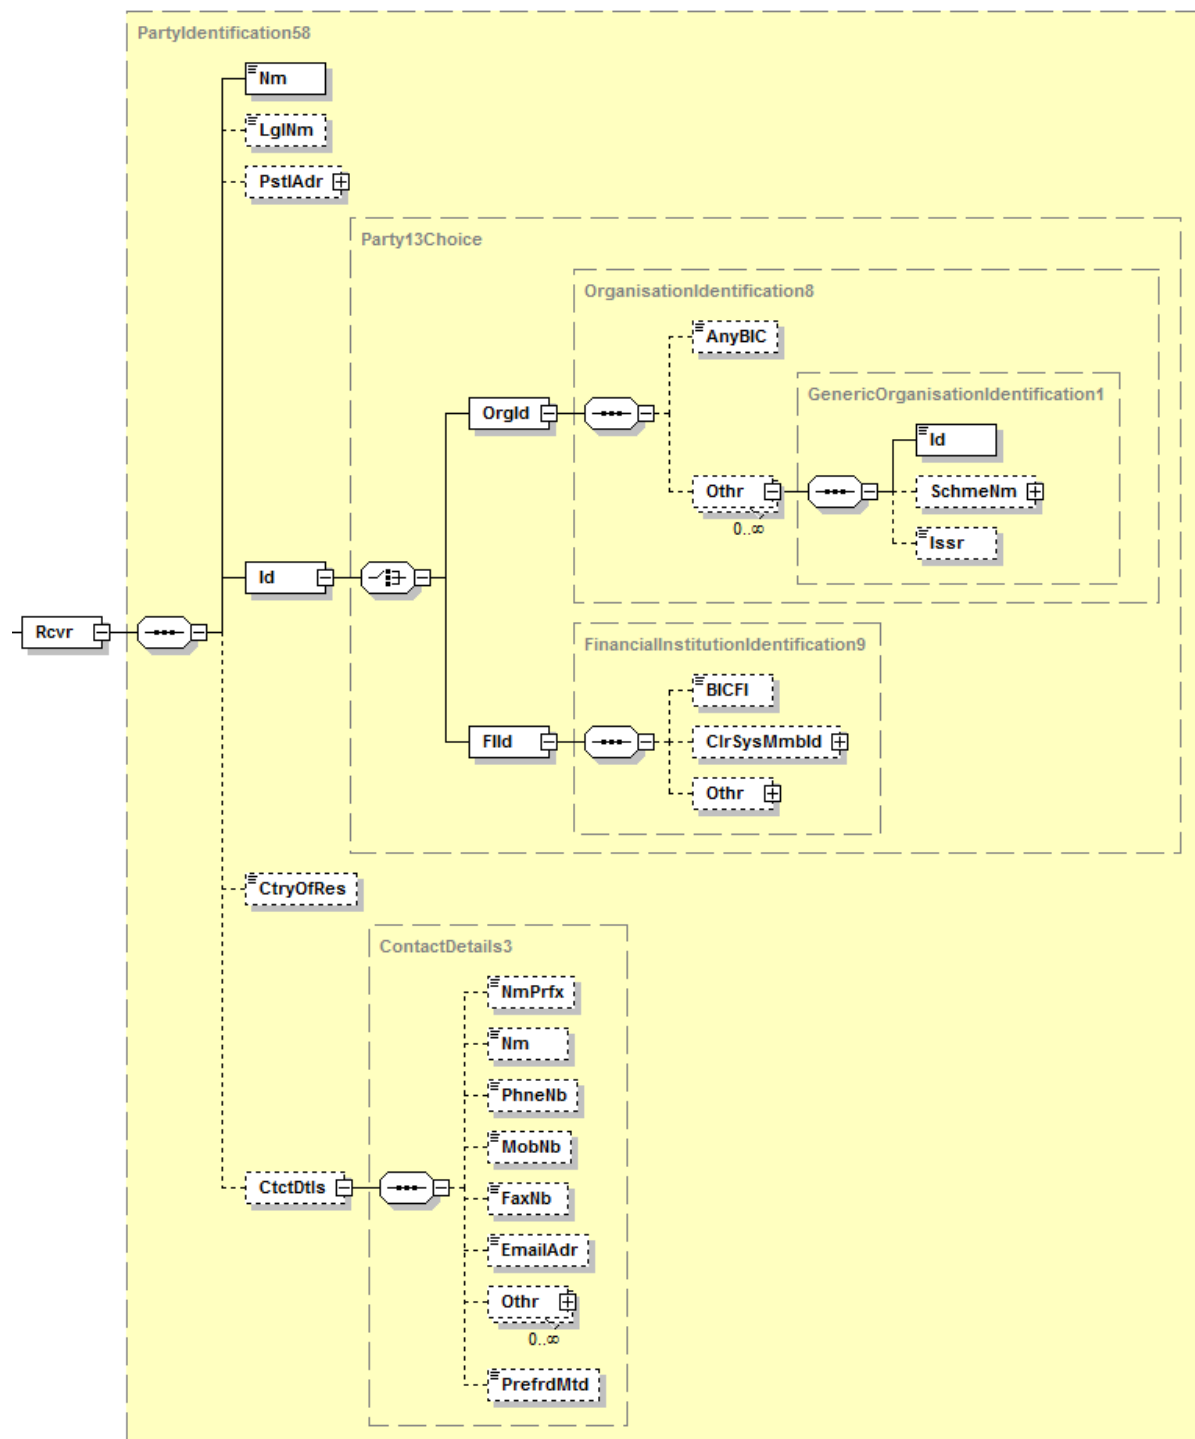 PartyIdentification58
Nm
LglNm
PstlAdr
Party13Choice
OrganisationIdentification8
AnyBIC
GenericOrganisationIdentification1
OrgId
Id
Othr
SchmeNm
0..∞
Issr
Id
Rcvr
FinancialInstitutionIdentification9
BICFI
FIId
ClrSysMmbId
Othr
CtryOfRes
ContactDetails3
NmPrfx
Nm
PhneNb
MobNb
CtctDtls
FaxNb
EmailAdr
Othr
0..∞
PrefrdMtd